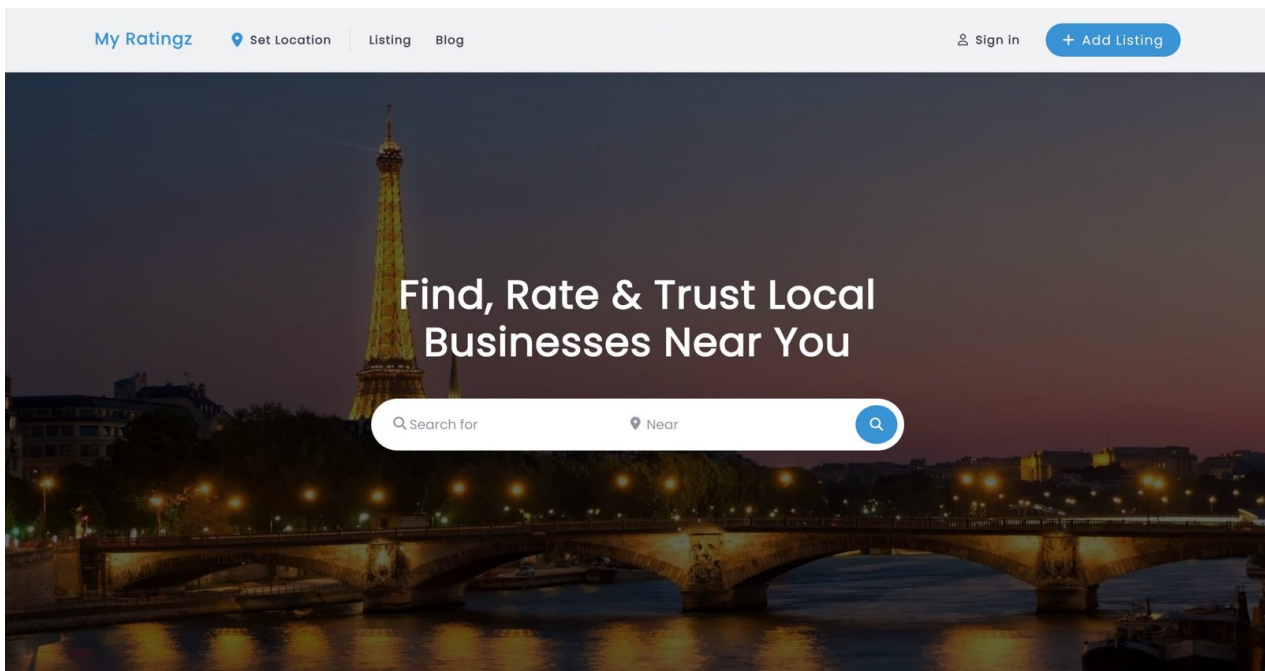 My Ratingz Set Location Listing Blog Sign in + Add Listing
Find, Rate & Trust Local
Businesses Near You
Search for Near